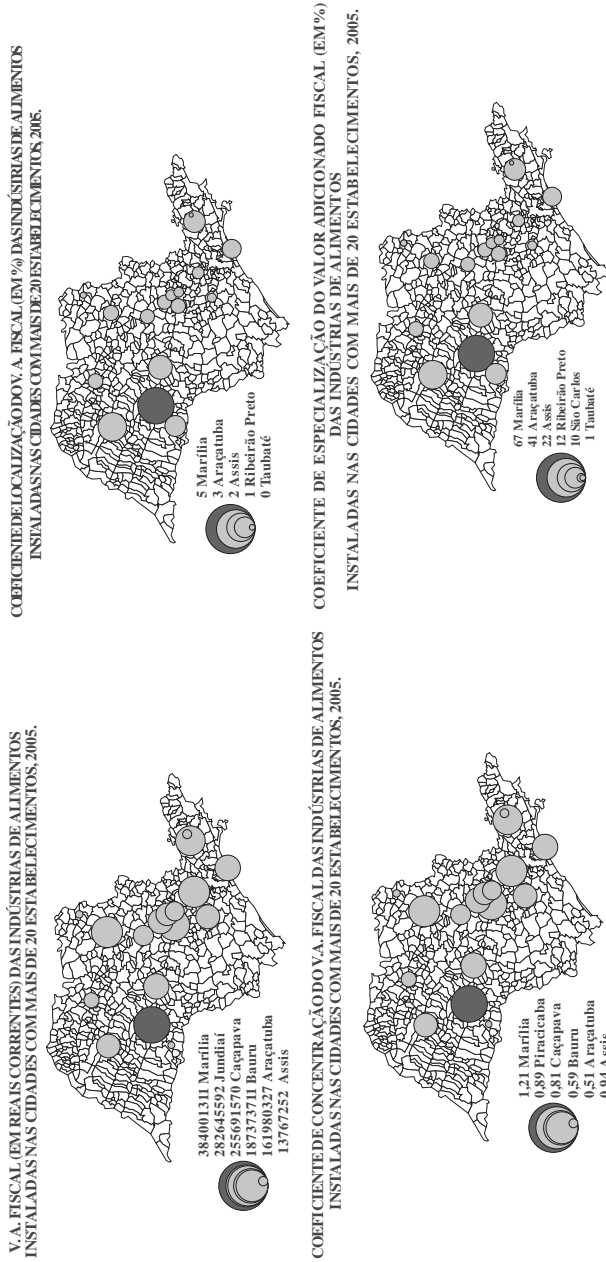 V. A. FISCAL (EM REAIS CORRENTES) DAS INDÚSTRIAS DE ALIMENTOS
INSTALADAS NAS CIDADES COM MAIS DE 20 ESTABELECIMENTOS, 2005.
384001311 Marília
282645592 Jundiaí
255691570 Caçapava
187373711 Bauru
161980327 Araçatuba
13767252 Assis
COEFICIENTE DE LOCALIZAÇÃO DO V. A. FISCAL (EM %) DAS INDÚSTRIAS DE ALIMENTOS
INSTALADAS NAS CIDADES COM MAIS DE 20 ESTABELECIMENTOS, 2005.
5 Marília
3 Araçatuba
2 Assis
1 Ribeirão Preto
0 Taubaté
COEFICIENTE DE CONCENTRAÇÃO DO V. A. FISCAL DAS INDÚSTRIAS DE ALIMENTOS
INSTALADAS NAS CIDADES COM MAIS DE 20 ESTABELECIMENTOS, 2005.
1,21 Marília
0,89 Piracicaba
0,81 Caçapava
0,59 Bauru
0,51 Araçatuba
Assis
COEFICIENTE DE ESPECIALIZAÇÃO DO VALOR ADICIONADO FISCAL (EM %)
DAS INDÚSTRIAS DE ALIMENTOS
INSTALADAS NAS CIDADES COM MAIS DE 20 ESTABELECIMENTOS, 2005.
67 Marília
41 Araçatuba
22 Assis
12 Ribeirão Preto
10 São Carlos
1 Taubaté